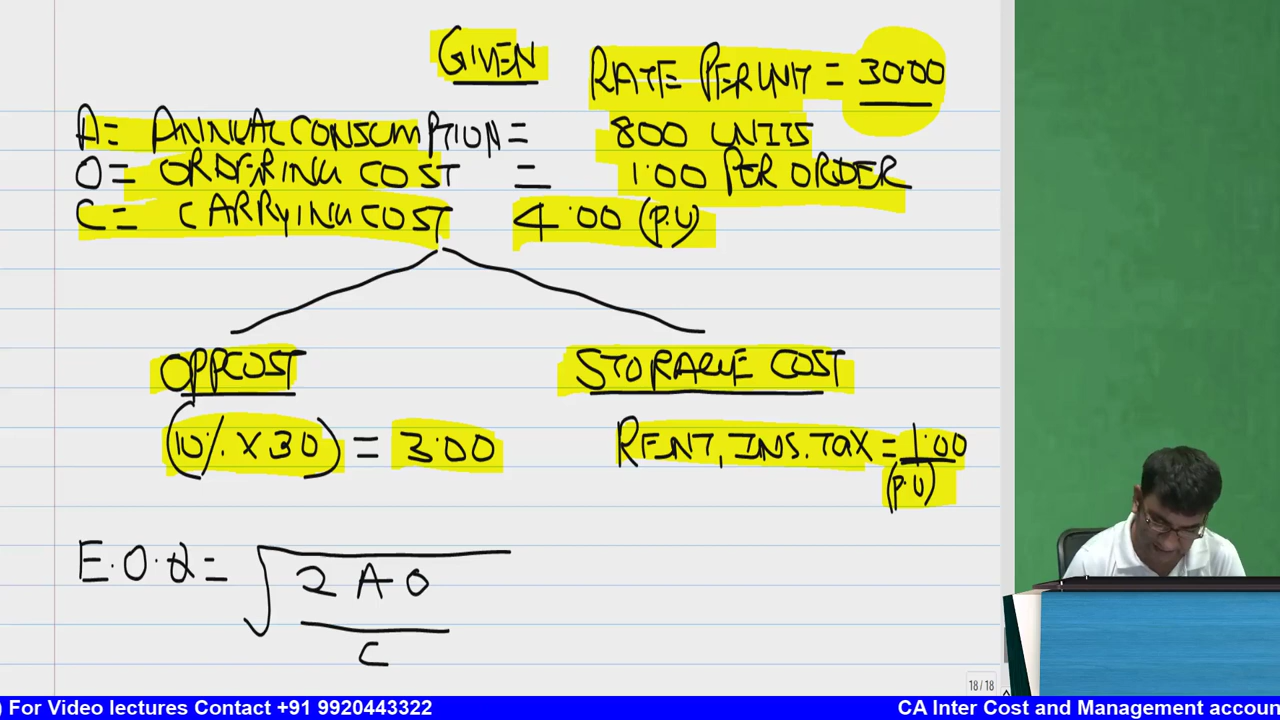 GIVEN
RATE PER UNIT = 30.00
A = ANNUAL CONSUMPTION = 800 UNITS
O = ORDERING COST = 1.00 PER ORDER
C = CARRYING COST 4.00 (P.U)
OPPCOST STORAGE COST
(10% X 30) = 3.00 RENT, INS. TAX = 1.00
(P.U)
E.O.Q = √ 2 A O
C
18 / 18
) For Video lectures Contact +91 9920443322 CA Inter Cost and Management accoun